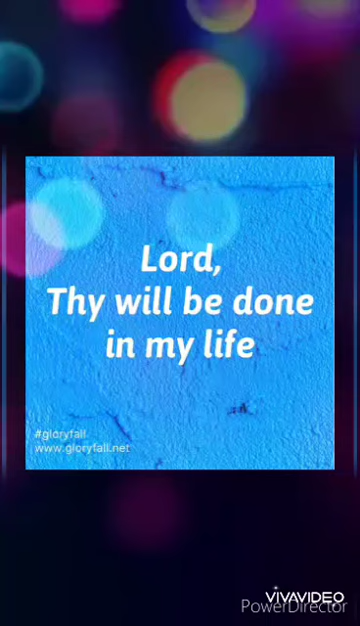 Lord,
Thy will be done
in my life
#gloryfall
www.gloryfall.net
VIVAVIDEO
PowerDirector